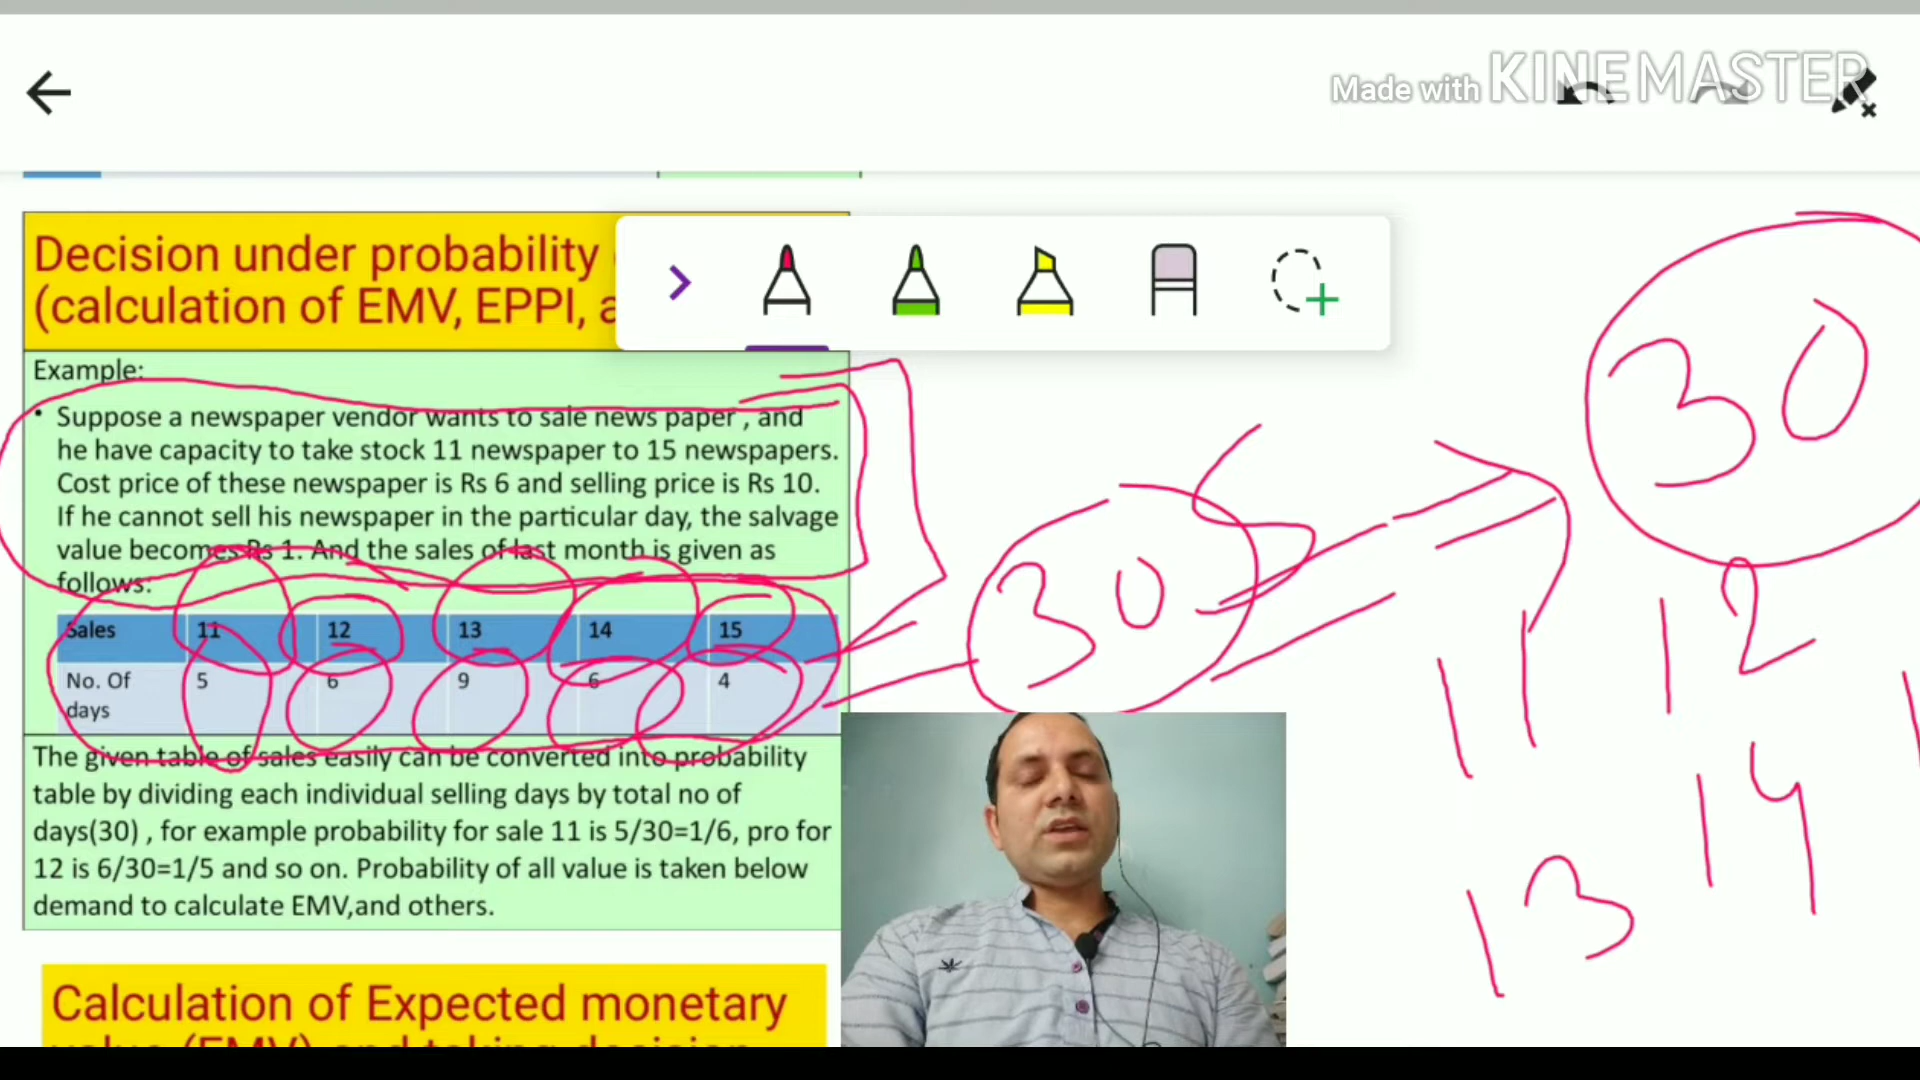 Made with KINEMASTER
Decision under probability
(calculation of EMV, EPPI,
Example:
• Suppose a newspaper vendor wants to sale news paper , and
he have capacity to take stock 11 newspaper to 15 newspapers.
Cost price of these newspaper is Rs 6 and selling price is Rs 10.
If he cannot sell his newspaper in the particular day, the salvage
value becomes Rs 1. And the sales of last month is given as
follows:
Sales 11 12 13 14 15
No. Of 5 6 9 6 4
days
The given table of sales easily can be converted into probability
table by dividing each individual selling days by total no of
days(30) , for example probability for sale 11 is 5/30=1/6, pro for
12 is 6/30=1/5 and so on. Probability of all value is taken below
demand to calculate EMV,and others.
Calculation of Expected monetary
value (EMV) and taking decision
30
30
11 12
14
13